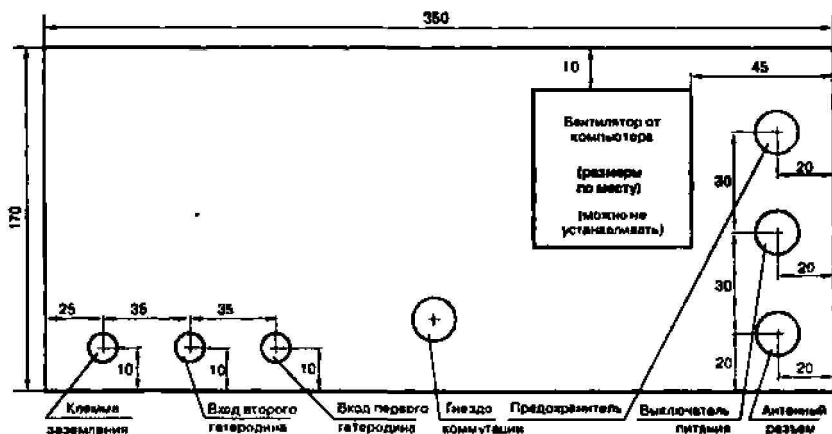 350
10
45
Вентилятор от
компьютера
(размеры
по месту)
(можно не
устанавливать)
20
30
170
20
30
25
35
35
20
10
10
10
20
Клемма
заземления
Вход второго
гетеродина
Вход первого
гетеродина
Гнездо
коммутации
Предохранитель
Выключатель
питания
Антенный
разъем